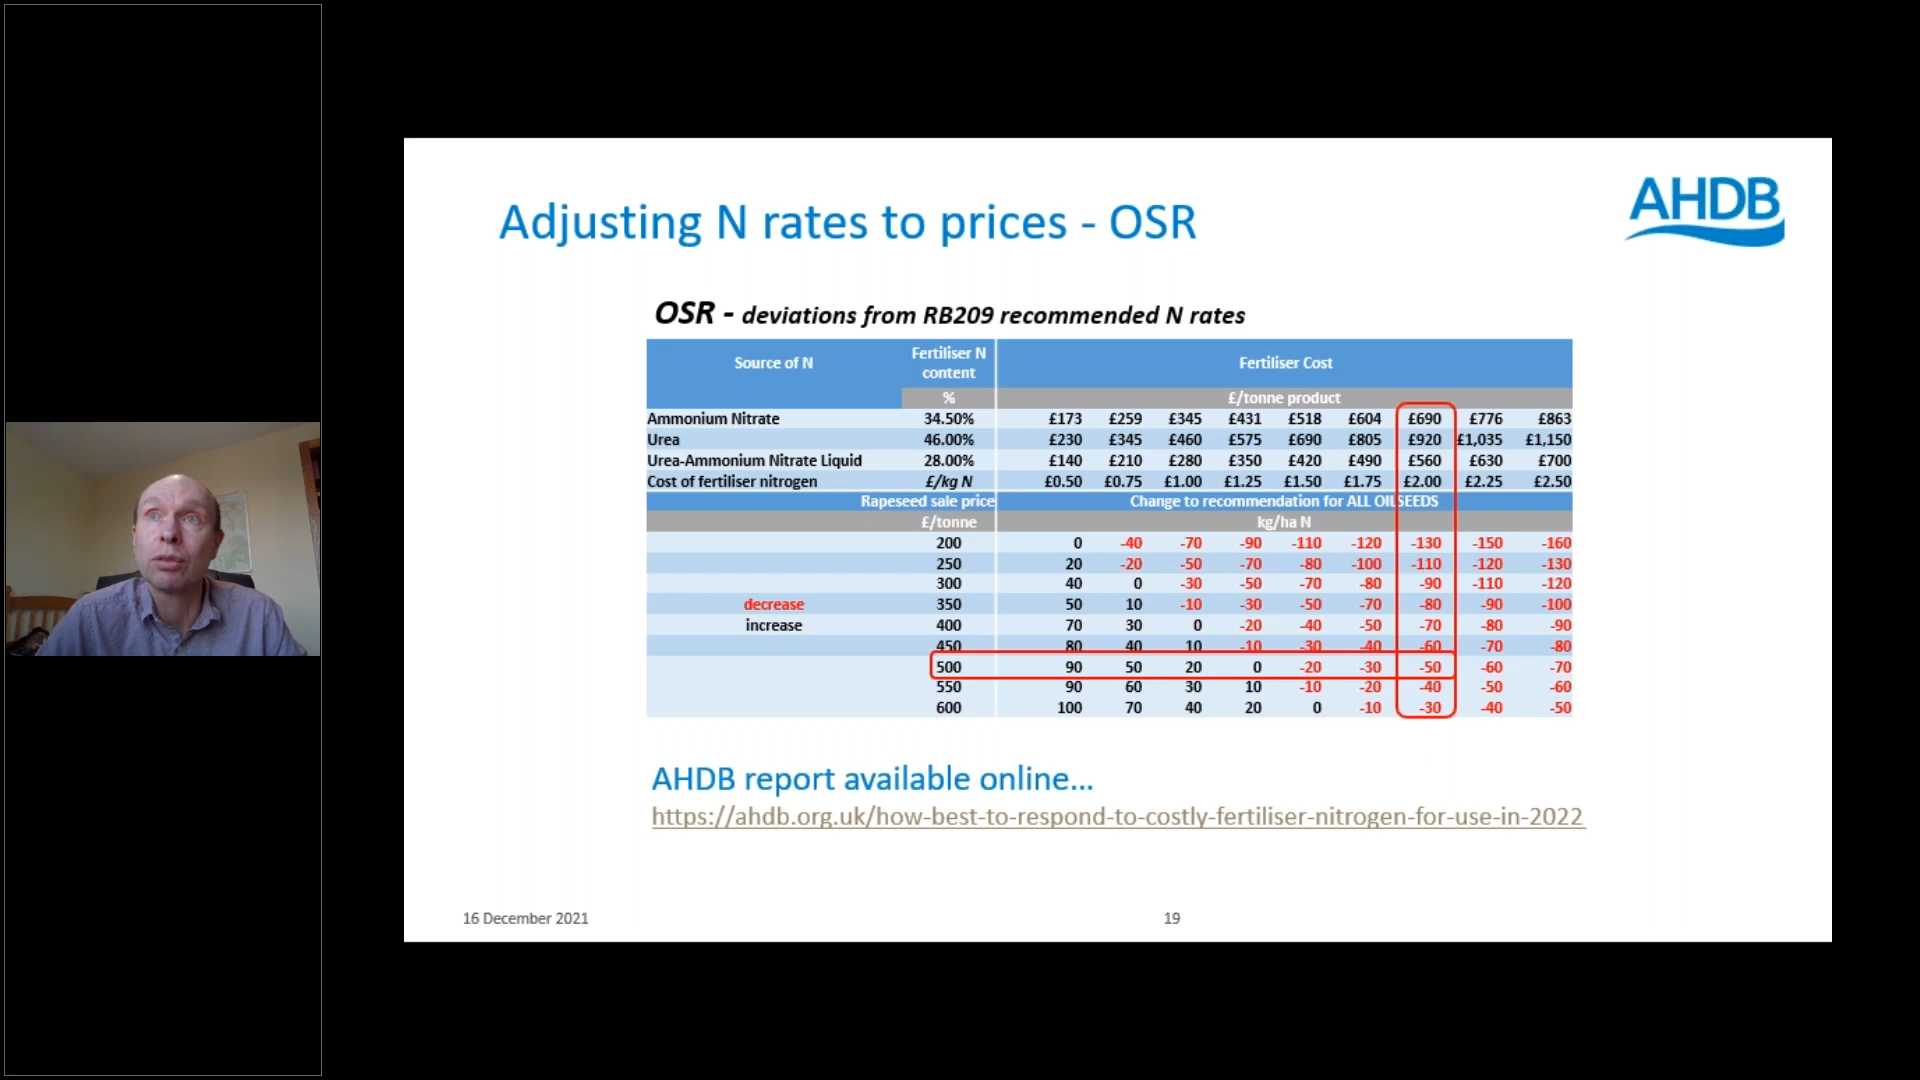 AHDB
Adjusting N rates to prices - OSR
OSR - deviations from RB209 recommended N rates
Source of N Fertiliser N content Fertiliser Cost
% £/tonne product
Ammonium Nitrate 34.50% £173 £259 £345 £431 £518 £604 £690 £776 £863
Urea 46.00% £230 £345 £460 £575 £690 £805 £920 £1,035 £1,150
Urea-Ammonium Nitrate Liquid 28.00% £140 £210 £280 £350 £420 £490 £560 £630 £700
Cost of fertiliser nitrogen £/kg N £0.50 £0.75 £1.00 £1.25 £1.50 £1.75 £2.00 £2.25 £2.50
Rapeseed sale price Change to recommendation for ALL OILSEEDS
£/tonne kg/ha N
200 0 -40 -70 -90 -110 -120 -130 -150 -160
250 20 -20 -50 -70 -80 -100 -110 -120 -130
300 40 0 -30 -50 -70 -80 -90 -110 -120
decrease 350 50 10 -10 -30 -50 -70 -80 -90 -100
increase 400 70 30 0 -20 -40 -50 -70 -80 -90
450 80 40 10 -10 -30 -40 -60 -70 -80
500 90 50 20 0 -20 -30 -50 -60 -70
550 90 60 30 10 -10 -20 -40 -50 -60
600 100 70 40 20 0 -10 -30 -40 -50
AHDB report available online...
https://ahdb.org.uk/how-best-to-respond-to-costly-fertiliser-nitrogen-for-use-in-2022
16 December 2021 19